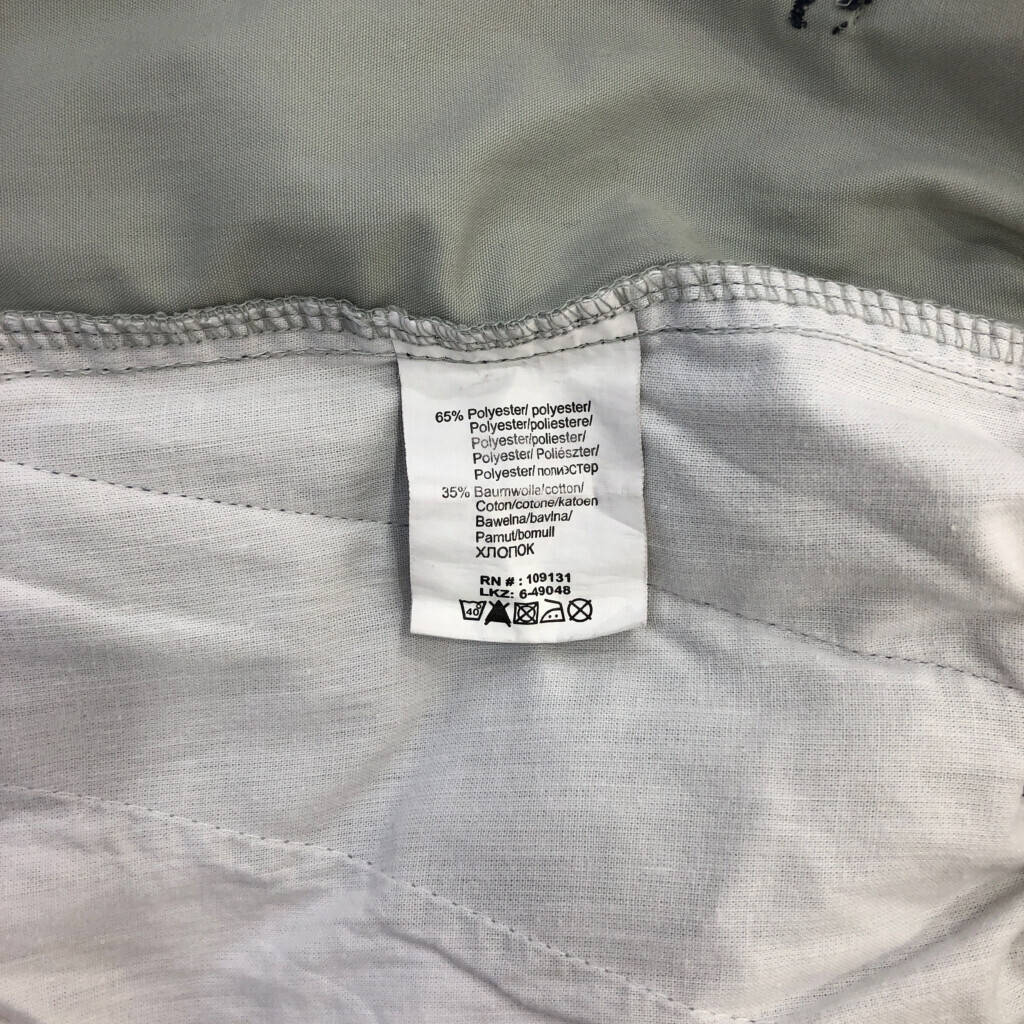 65% Polyester/ polyester/
Polyester/poliestere/
Polyester/poliester/
Polyester/ Poliészter/
Polyester/ полиэстер
35% Baumwolle/cotton/
Coton/cotone/katoen
Bawelna/bavlna/
Pamut/bomull
ХЛОПОК
RN # : 109131
LKZ: 6-49048
40